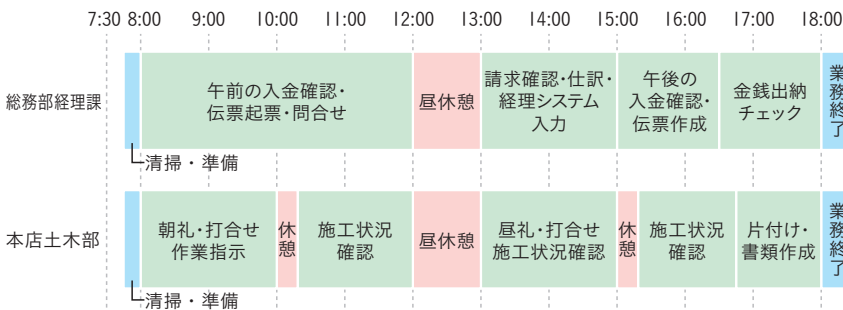 7:30 8:00 9:00 10:00 11:00 12:00 13:00 14:00 15:00 16:00 17:00 18:00
総務部経理課
午前の入金確認・
伝票起票・問合せ
昼休憩
請求確認・仕訳・
経理システム
入力
午後の
入金確認・
伝票作成
金銭出納
チェック
業務終了
清掃・準備
本店土木部
朝礼・打合せ
作業指示
休憩
施工状況
確認
昼休憩
昼礼・打合せ
施工状況確認
休憩
施工状況
確認
片付け・
書類作成
業務終了
清掃・準備